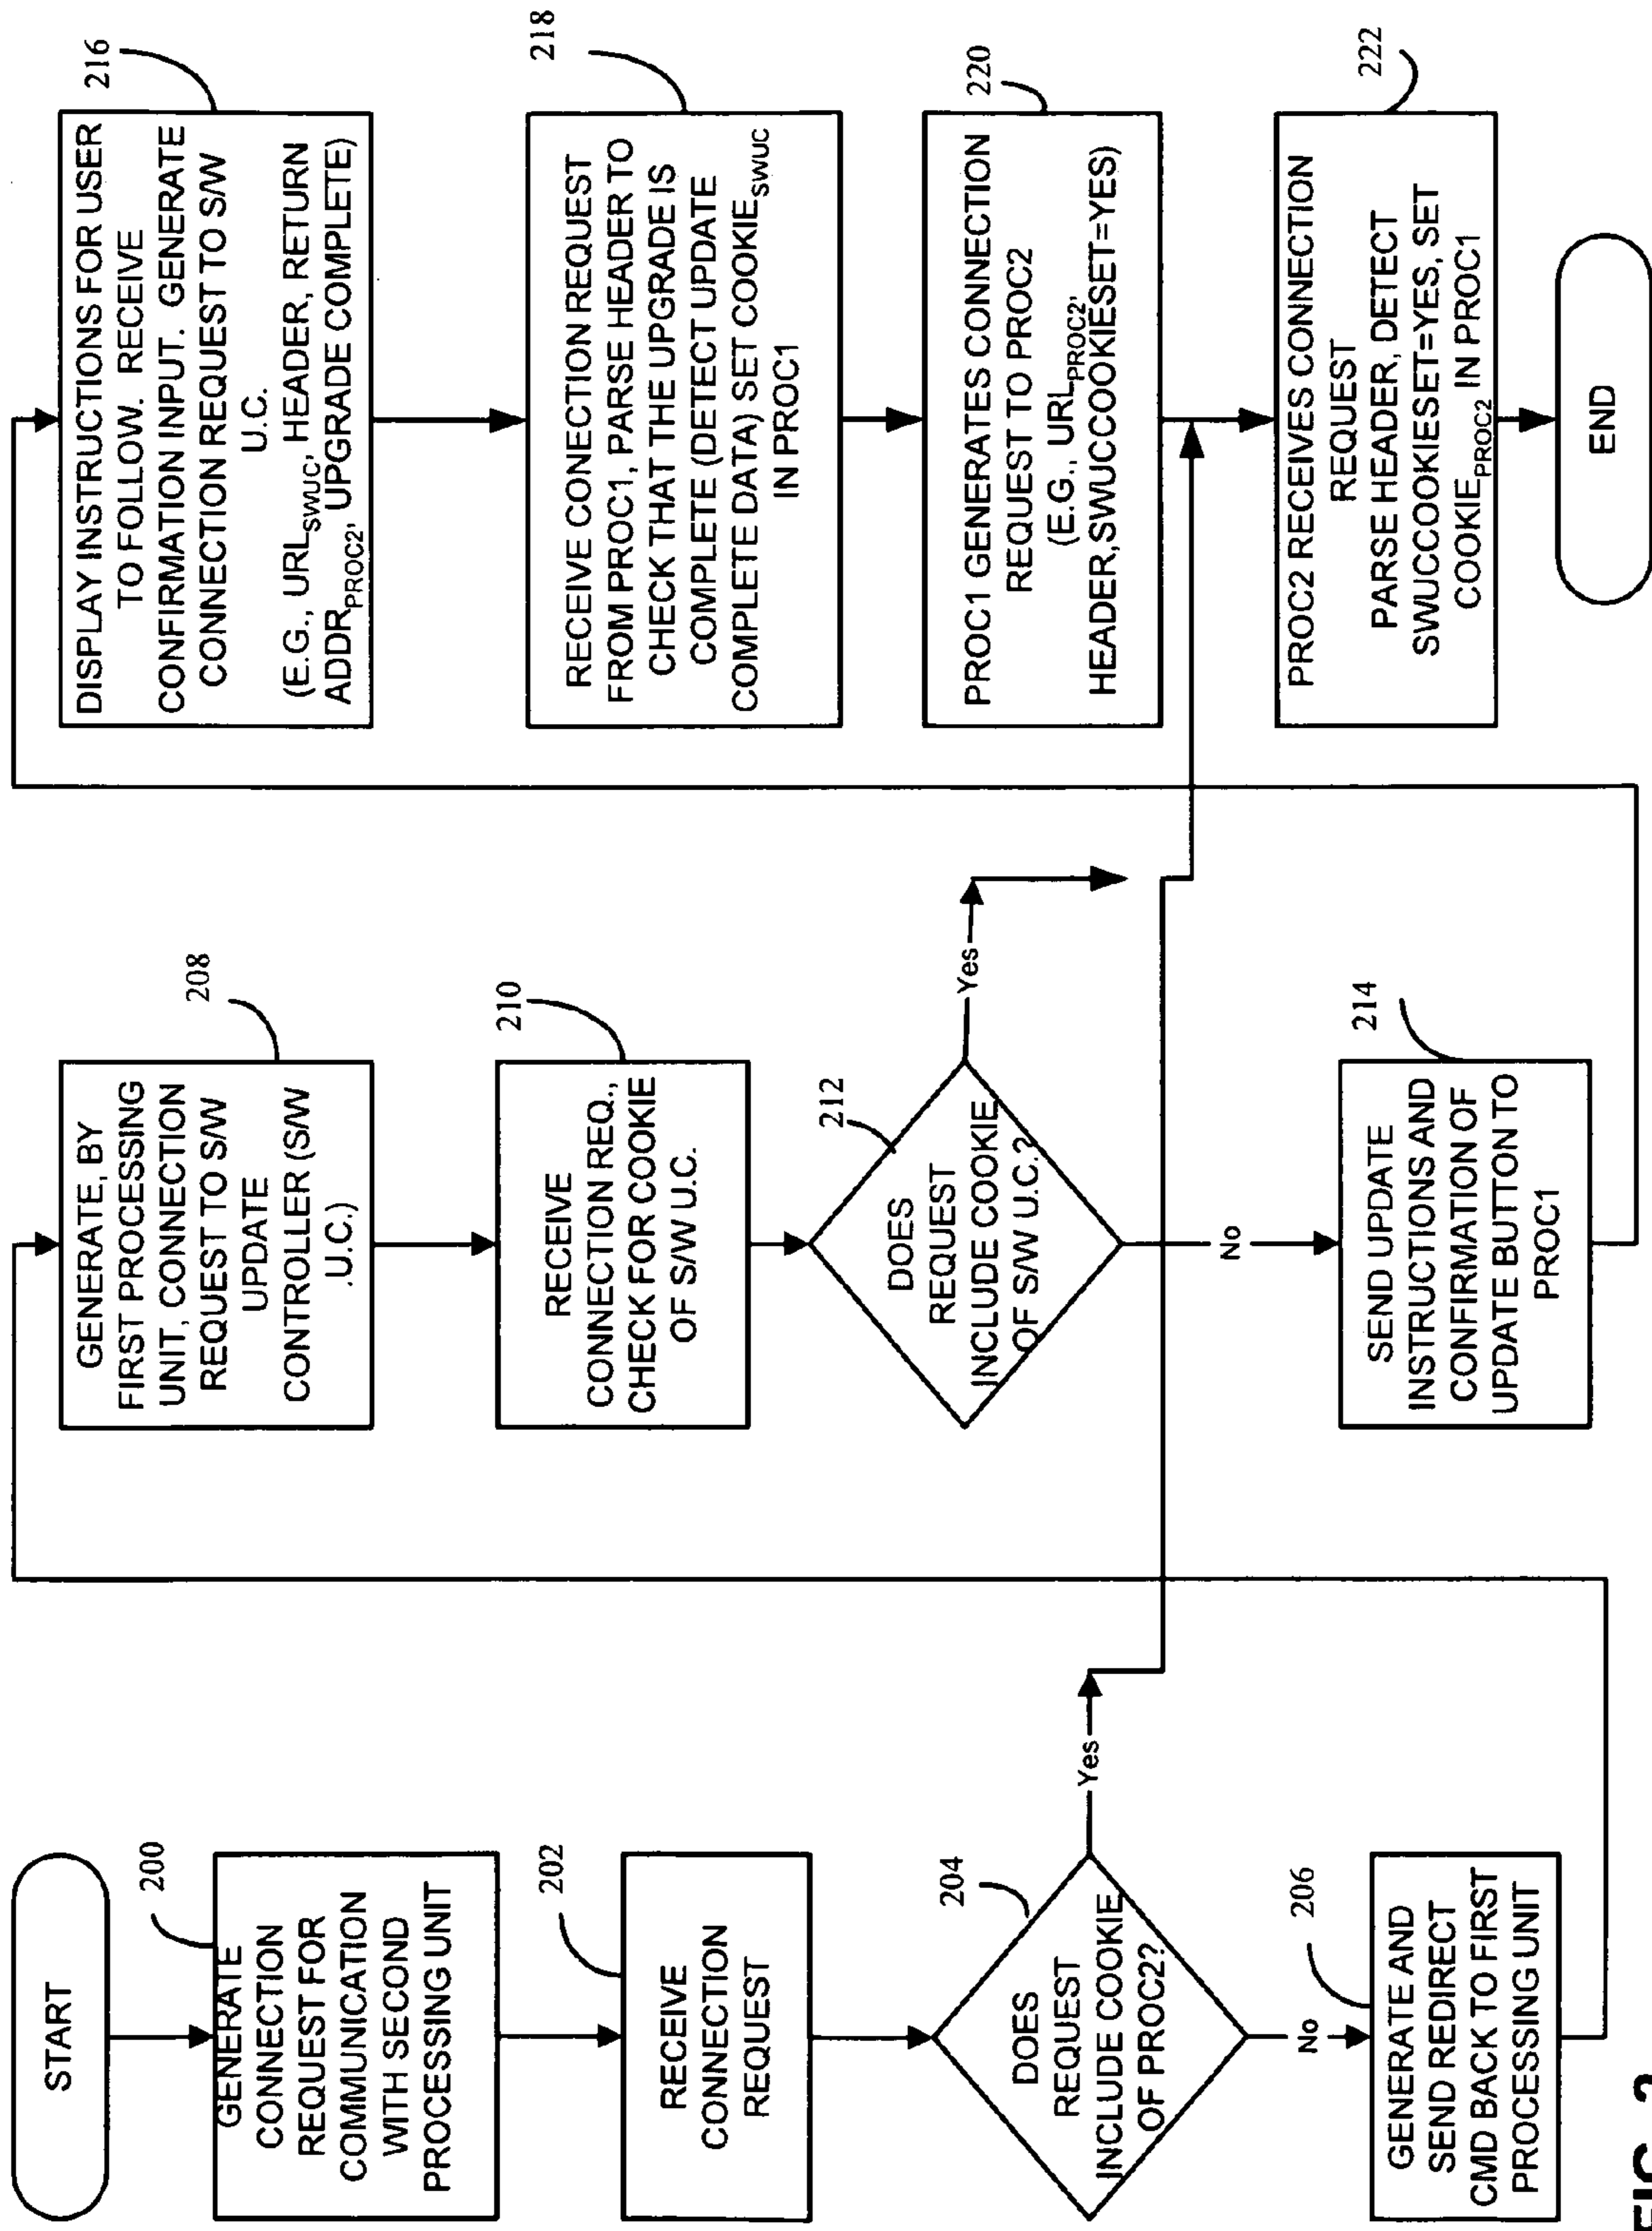 START
200
GENERATE
CONNECTION
REQUEST FOR
COMMUNICATION
WITH SECOND
PROCESSING UNIT
202
RECEIVE
CONNECTION
REQUEST
204
DOES
REQUEST
INCLUDE COOKIE
OF PROC2?
Yes
No
206
GENERATE AND
SEND REDIRECT
CMD BACK TO FIRST
PROCESSING UNIT
208
GENERATE, BY
FIRST PROCESSING
UNIT, CONNECTION
REQUEST TO S/W
UPDATE
CONTROLLER (S/W
.U.C.)
210
RECEIVE
CONNECTION REQ.,
CHECK FOR COOKIE
OF S/W U.C.
212
DOES
REQUEST
INCLUDE COOKIE
OF S/W U.C.?
Yes
No
214
SEND UPDATE
INSTRUCTIONS AND
CONFIRMATION OF
UPDATE BUTTON TO
PROC1
216
DISPLAY INSTRUCTIONS FOR USER
TO FOLLOW. RECEIVE
CONFIRMATION INPUT. GENERATE
CONNECTION REQUEST TO S/W
U.C.
(E.G., URLSWUC, HEADER, RETURN
ADDRPROC2, UPGRADE COMPLETE)
218
RECEIVE CONECTION REQUEST
FROM PROC1, PARSE HEADER TO
CHECK THAT THE UPGRADE IS
COMPLETE (DETECT UPDATE
COMPLETE DATA) SET COOKIESWUC
IN PROC1
220
PROC1 GENERATES CONNECTION
REQUEST TO PROC2
(E.G., URLPROC2,
HEADER,SWUCCOOKIESET=YES)
222
PROC2 RECEIVES CONNECTION
REQUEST
PARSE HEADER, DETECT
SWUCCOOKIESET=YES, SET
COOKIEPROC2 IN PROC1
END